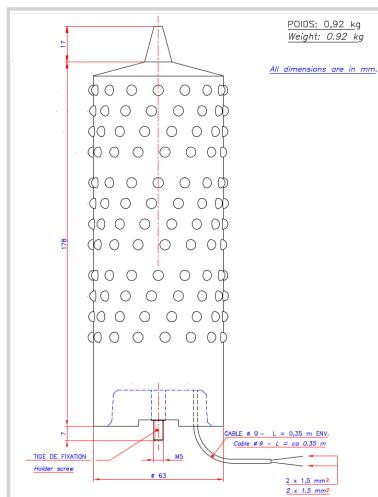 POIDS: 0,92 kg
Weight: 0.92 kg
All dimensions are in mm.
17
178
7
TIGE DE FIXATION
Holder screw
M5
ø 63
CABLE # 9 - L = 0,35 m ENV.
Cable # 9 - L = ca 0.35 m
2 x 1,5 mm²
2 x 1.5 mm²